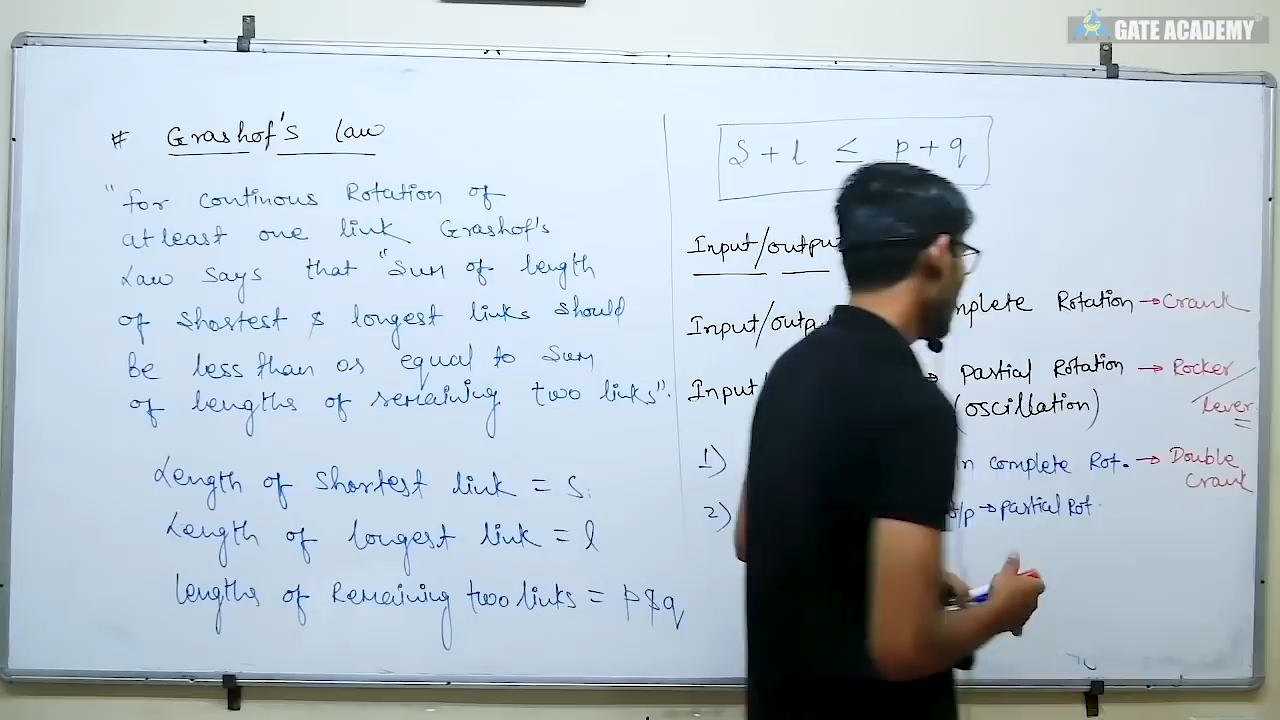 GATE ACADEMY
# Grashof's law
"for continous Rotation of
atleast one link Grashof's
Law says that "Sum of length
of shortest & longest links should
be less than or equal to sum
of lengths of remaining two links".
Length of shortest link = S.
Length of longest link = l
lengths of Remaining two links = p & q
S + l ≤ p + q
Input/output
Input/outp mplete Rotation → Crank
Input/ → Partial Rotation → Rocker/
(oscillation) lever
1) n complete Rot. → Double
Crank
2) o/p → partial Rot.